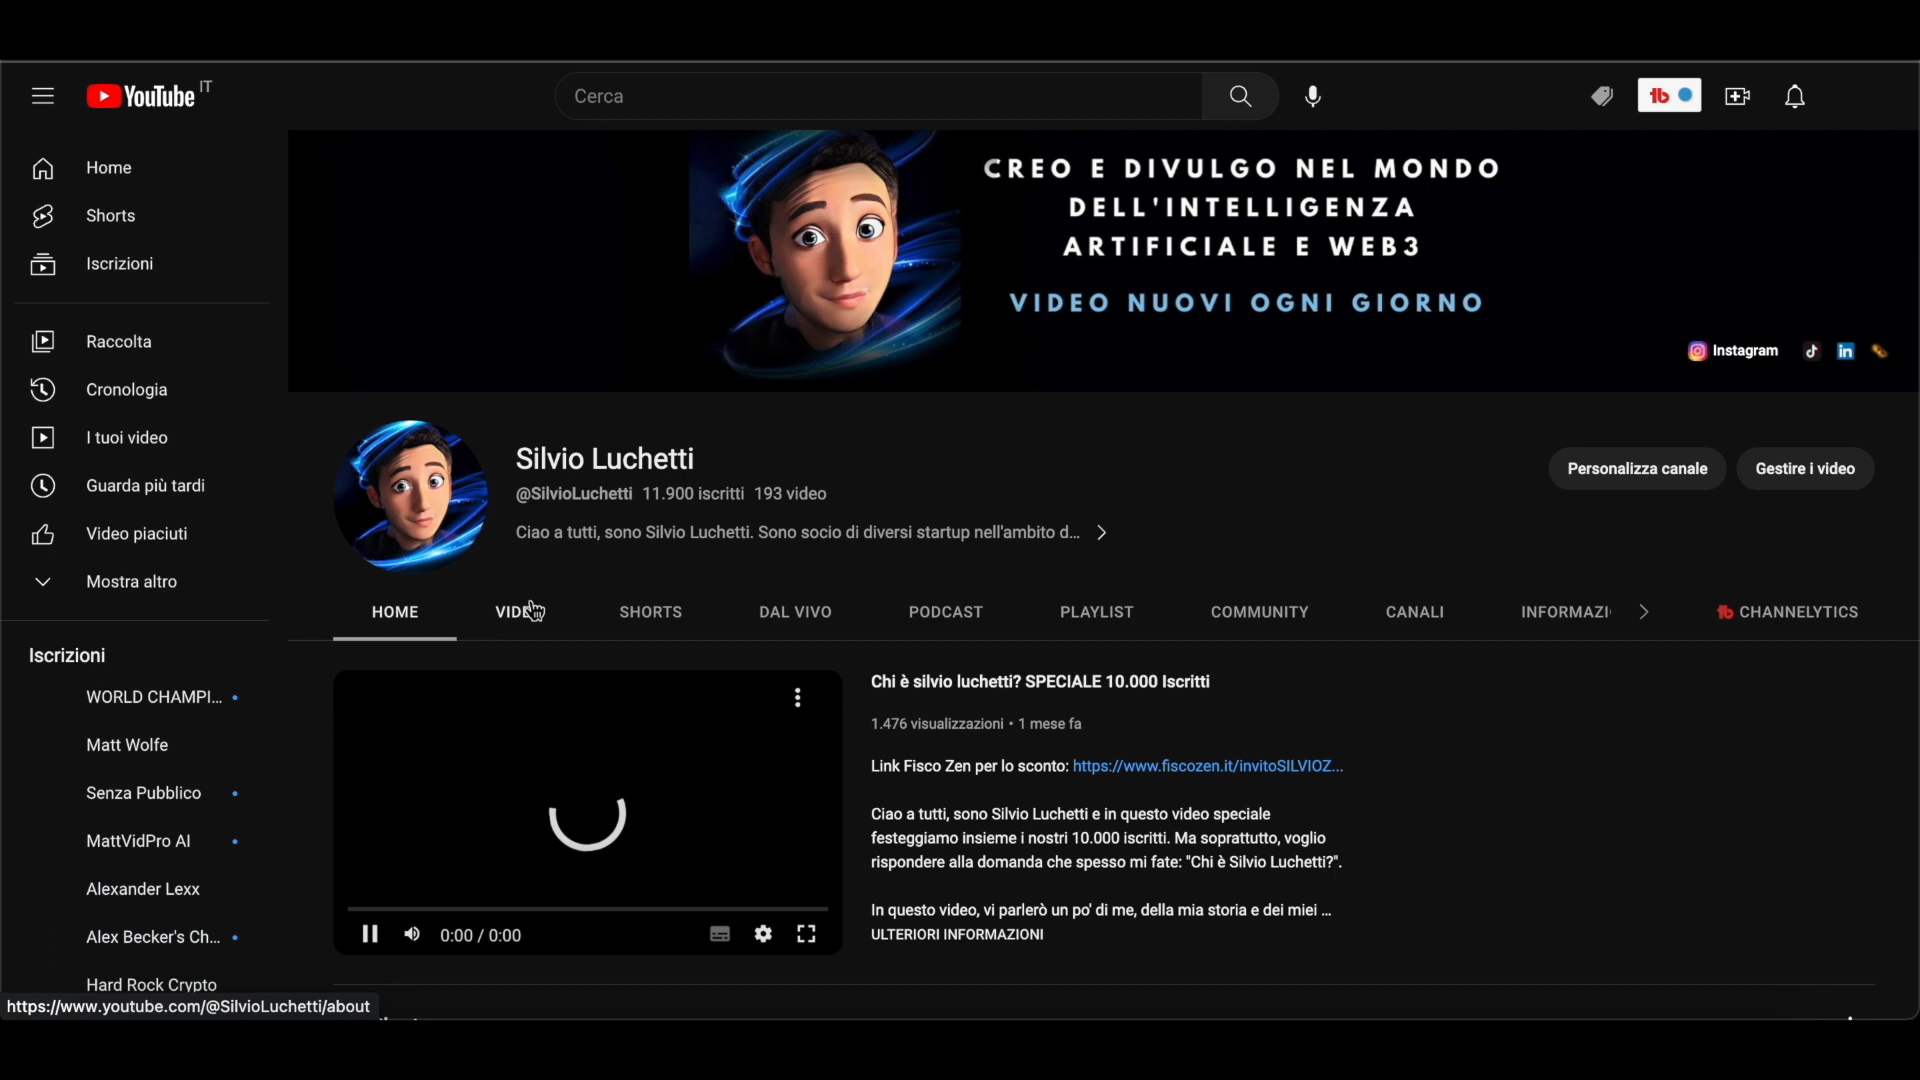 YouTube IT
Cerca
Home
Shorts
Iscrizioni
Raccolta
Cronologia
I tuoi video
Guarda più tardi
Video piaciuti
Mostra altro
Iscrizioni
WORLD CHAMPI...
Matt Wolfe
Senza Pubblico
MattVidPro AI
Alexander Lexx
Alex Becker's Ch...
Hard Rock Crypto
https://www.youtube.com/@SilvioLuchetti/about
CREO E DIVULGO NEL MONDO
DELL'INTELLIGENZA
ARTIFICIALE E WEB3
VIDEO NUOVI OGNI GIORNO
Instagram
Silvio Luchetti
@SilvioLuchetti 11.900 iscritti 193 video
Ciao a tutti, sono Silvio Luchetti. Sono socio di diversi startup nell'ambito d...
Personalizza canale
Gestire i video
HOME
VIDEO
SHORTS
DAL VIVO
PODCAST
PLAYLIST
COMMUNITY
CANALI
INFORMAZI
CHANNELYTICS
0:00 / 0:00
Chi è silvio luchetti? SPECIALE 10.000 Iscritti
1.476 visualizzazioni • 1 mese fa
Link Fisco Zen per lo sconto: https://www.fiscozen.it/invitoSILVIOZ...
Ciao a tutti, sono Silvio Luchetti e in questo video speciale
festeggiamo insieme i nostri 10.000 iscritti. Ma soprattutto, voglio
rispondere alla domanda che spesso mi fate: "Chi è Silvio Luchetti?".
In questo video, vi parlerò un po' di me, della mia storia e dei miei ...
ULTERIORI INFORMAZIONI